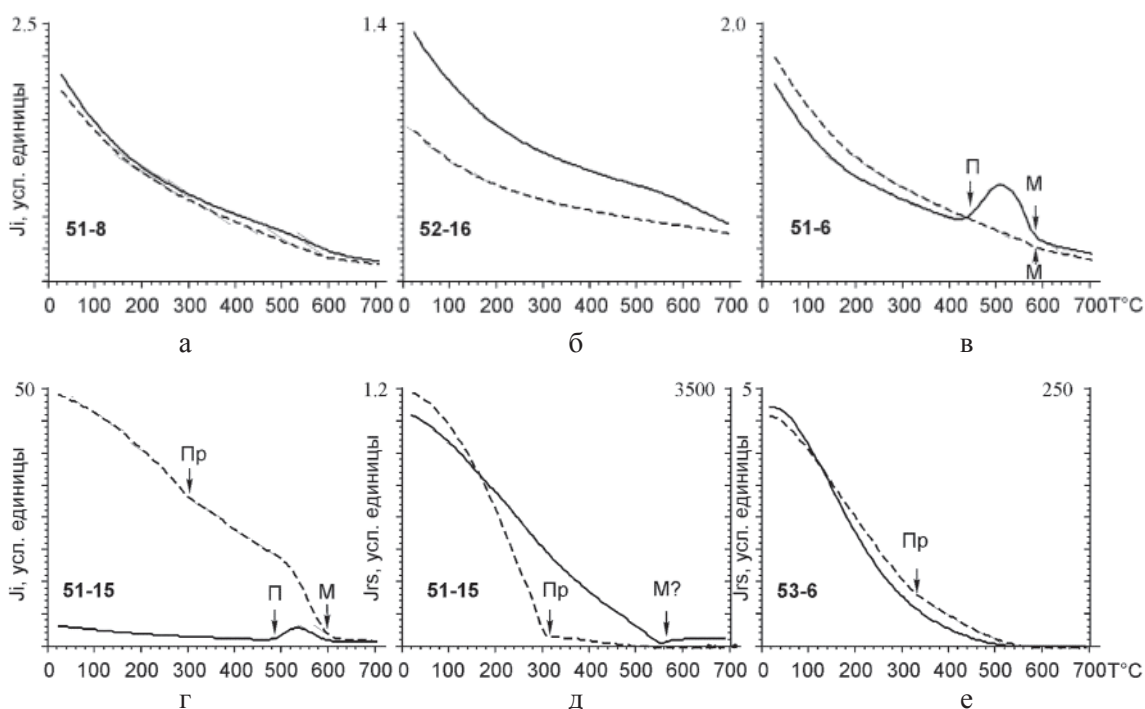 2.5
1.4
2.0
Ji, усл. единицы
51-8
52-16
51-6
П
М
М
0 100 200 300 400 500 600 700
0 100 200 300 400 500 600 700
0 100 200 300 400 500 600 700T°C
а
б
в
50
1.2
3500
5
250
Ji, усл. единицы
Jrs, усл. единицы
Jrs, усл. единицы
Пр
П
М
51-15
Пр
М?
51-15
Пр
53-6
0 100 200 300 400 500 600 700
0 100 200 300 400 500 600 700
0 100 200 300 400 500 600 700 T°C
г
д
е